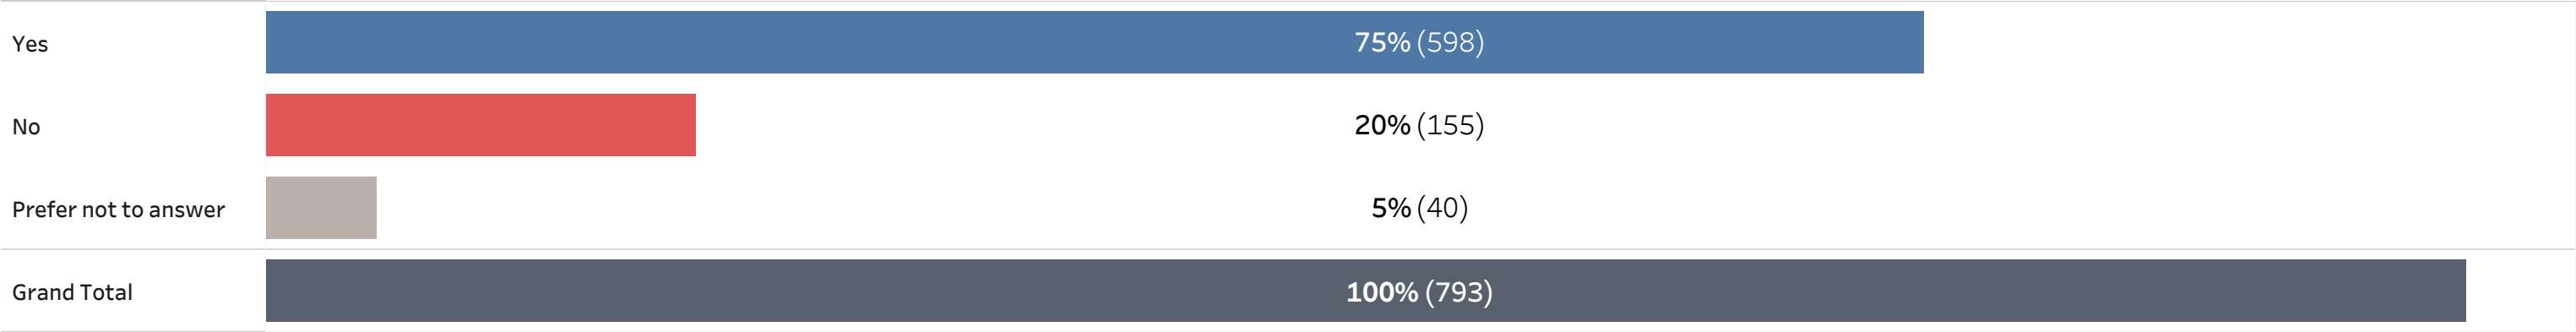 Yes 75% (598)
No 20% (155)
Prefer not to answer 5% (40)
Grand Total 100% (793)